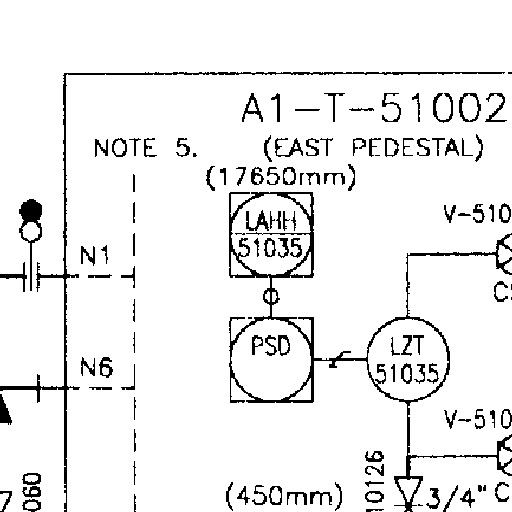 A1-T-51002
NOTE 5. (EAST PEDESTAL)
(17650mm)
LAHH
51035
V-510
N1
PSD
LZT
51035
N6
V-510
10126
060
(450mm)
3/4"